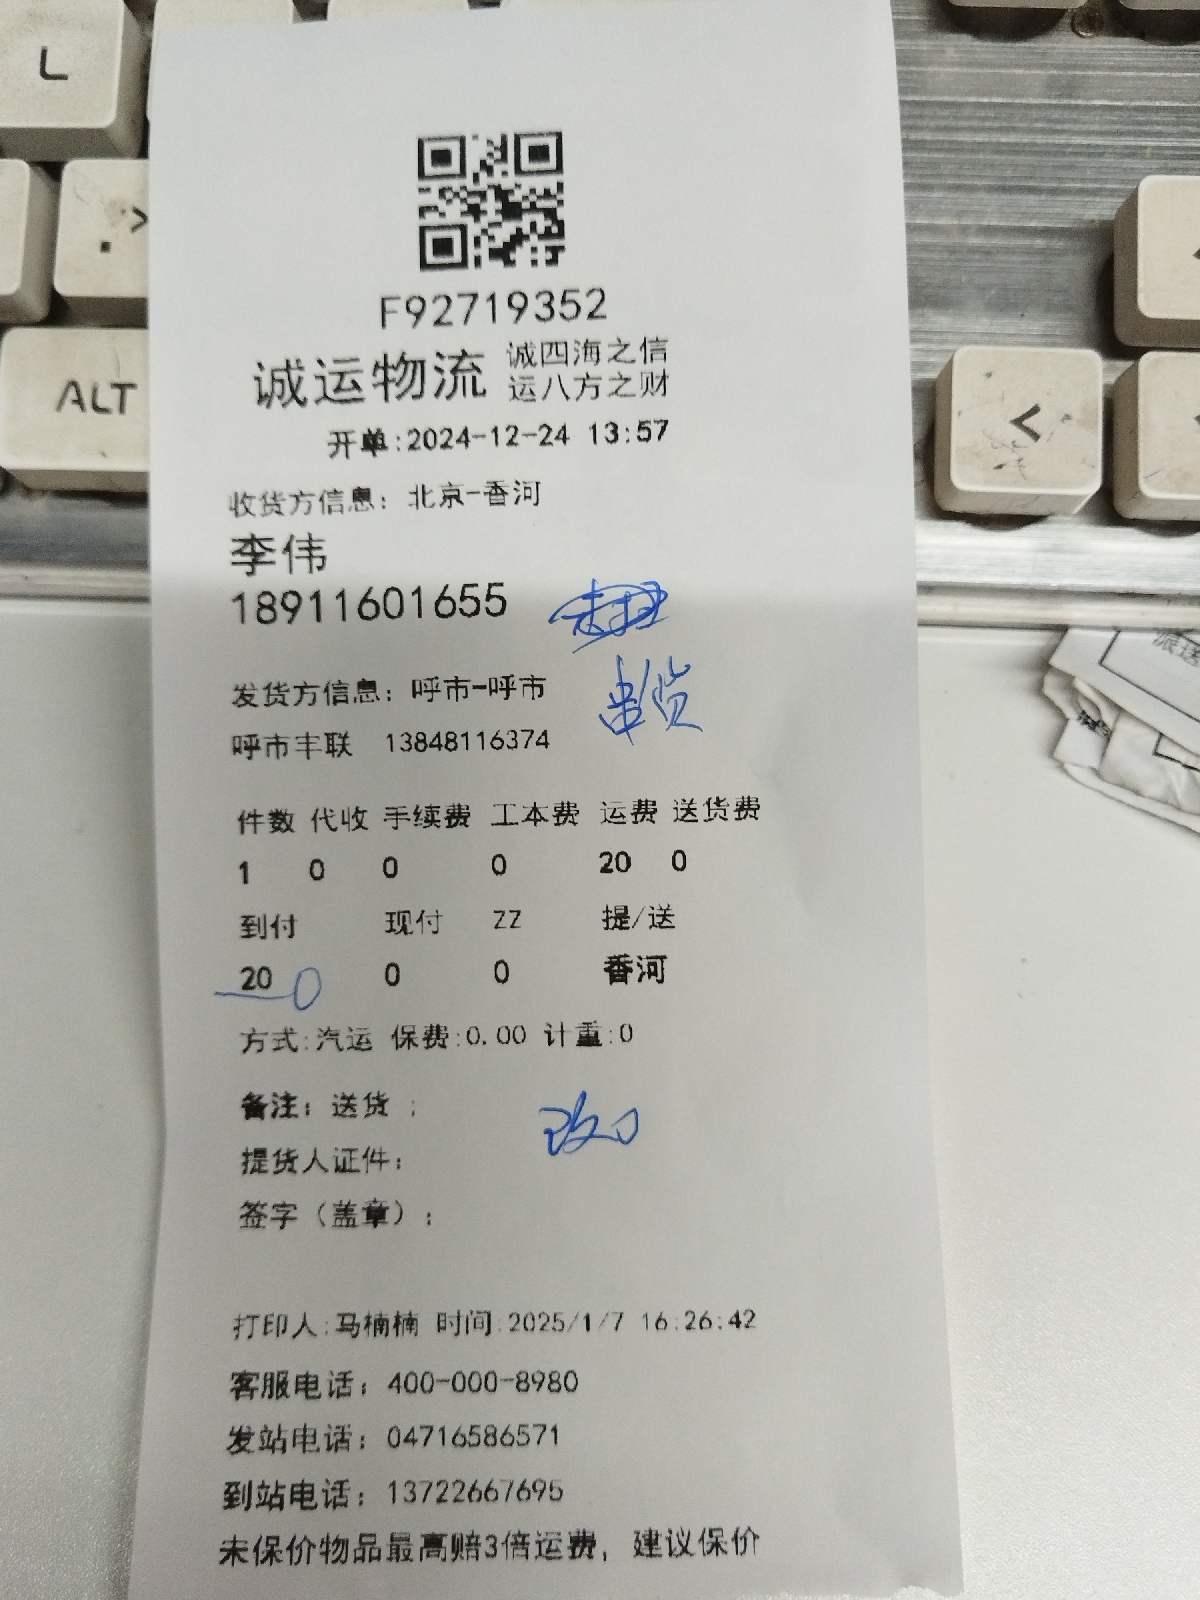 L
.>
ALT
<
F92719352
诚运物流 诚四海之信
运八方之财
开单:2024-12-24 13:57
收货方信息：北京-香河
李伟
18911601655
发货方信息：呼市-呼市
串货
呼市丰联 13848116374
件数 代收 手续费 工本费 运费 送货费
1 0 0 0 20 0
到付 现付 ZZ 提/送
20 0 0 0 香河
方式:汽运 保费:0.00 计重:0
备注：送货 ;
改
提货人证件：
签字（盖章）：
打印人:马楠楠 时间:2025/1/7 16:26:42
客服电话：400-000-8980
发站电话：04716586571
到站电话：13722667695
未保价物品最高赔3倍运费，建议保价
派送